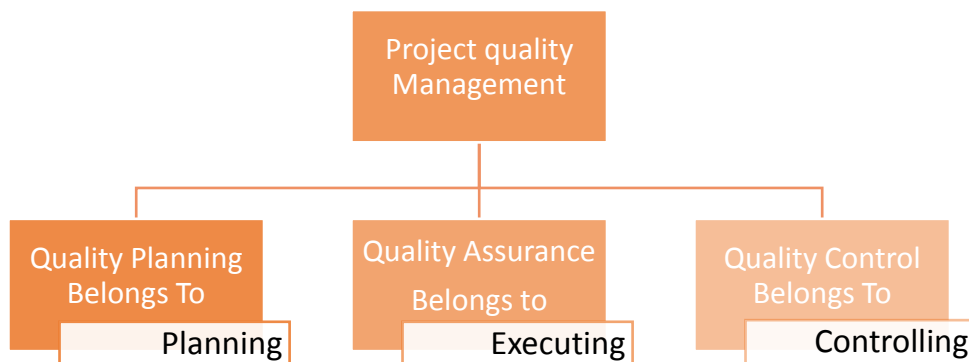 Project quality
Management
Quality Planning
Belongs To
Planning
Quality Assurance
Belongs to
Executing
Quality Control
Belongs To
Controlling